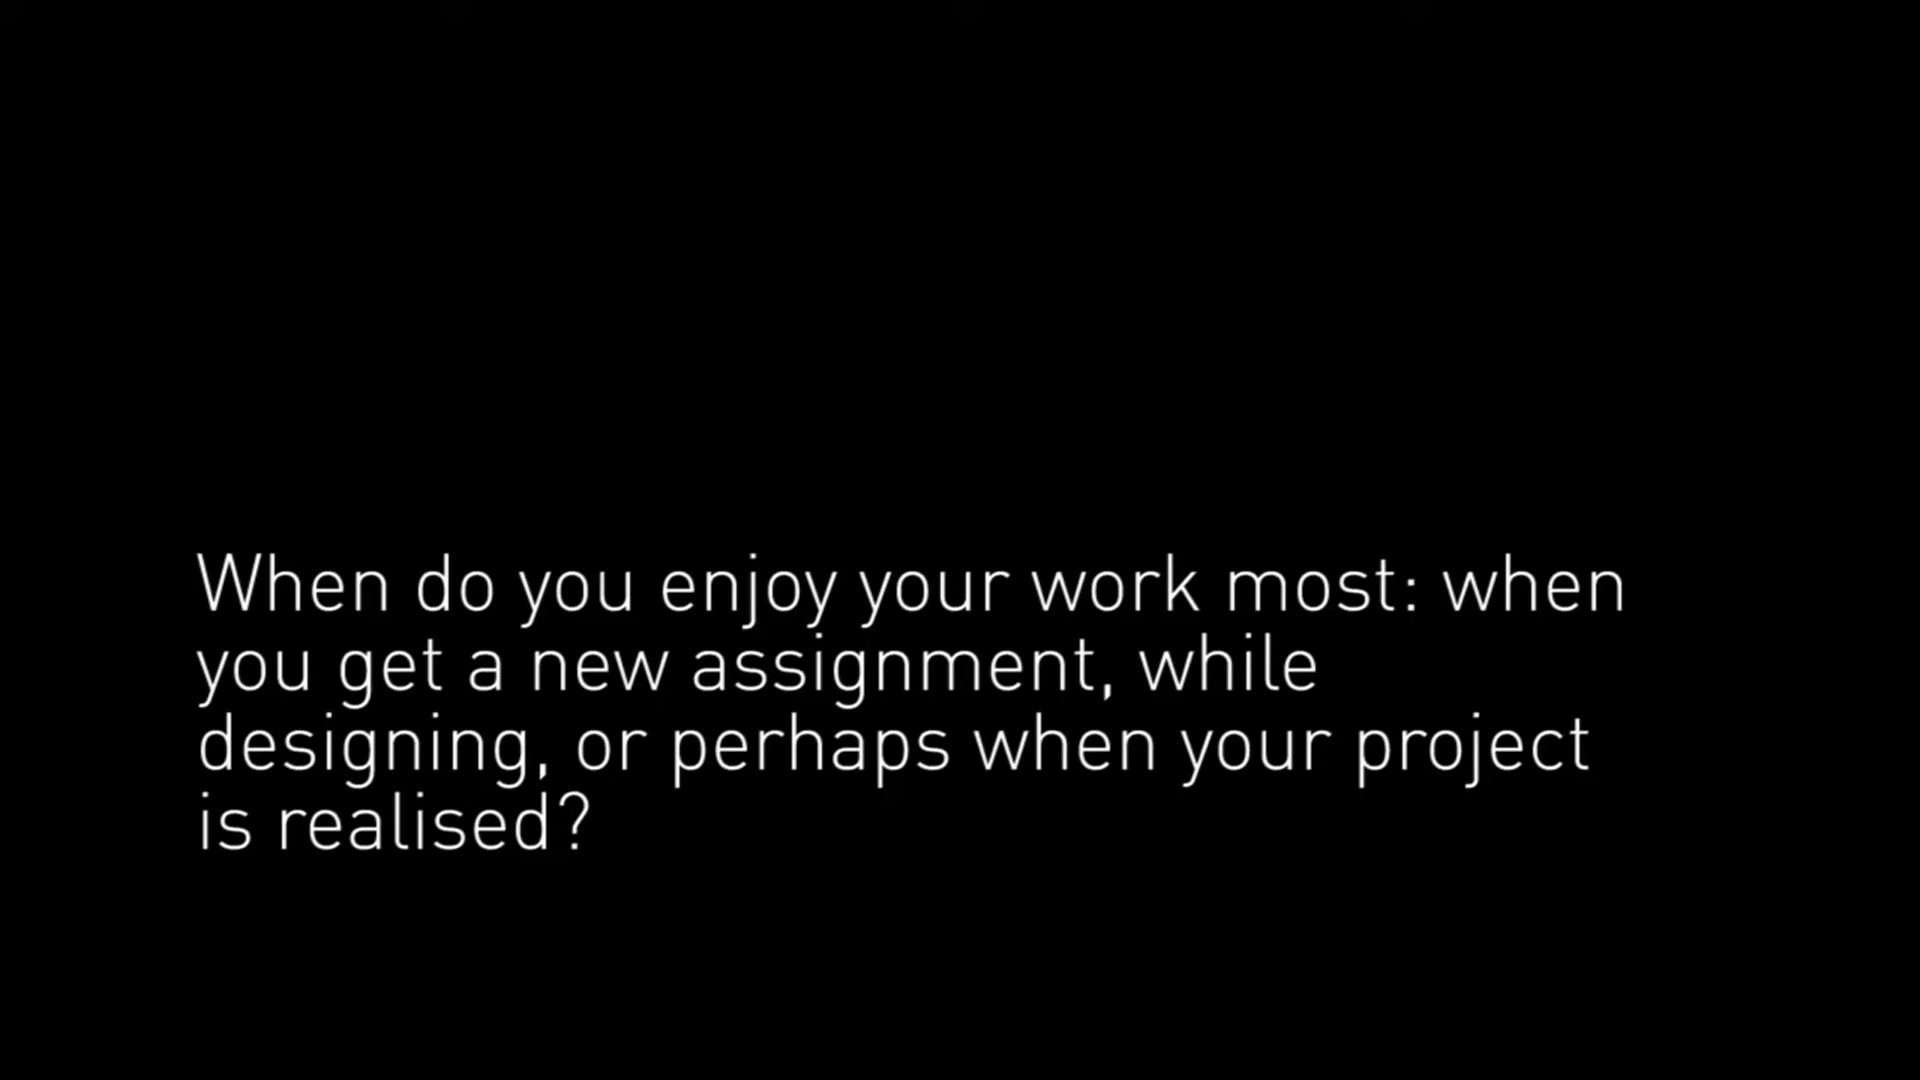 When do you enjoy your work most: when
you get a new assignment, while
designing, or perhaps when your project
is realised?